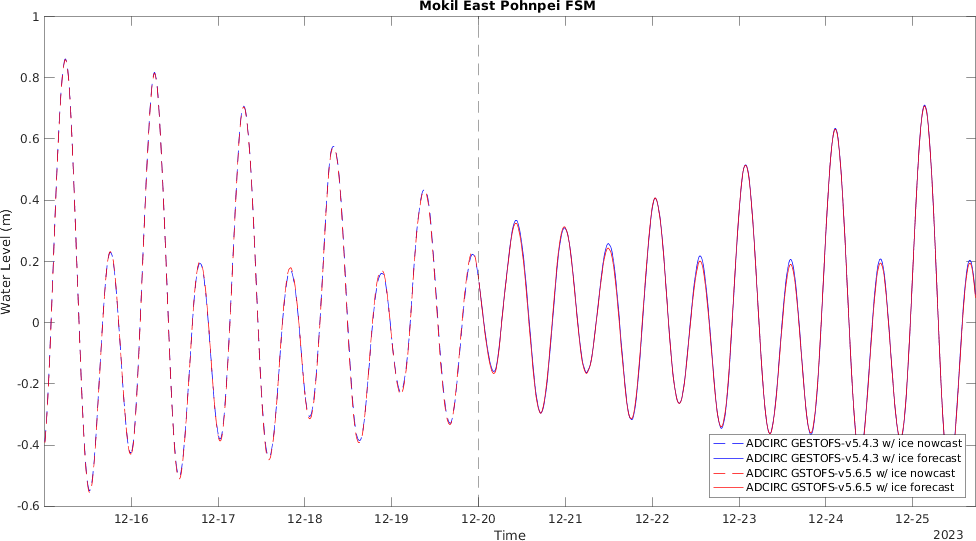 Mokil East Pohnpei FSM
1
0.8
0.6
0.4
0.2
0
-0.2
-0.4
-0.6
Water Level (m)
12-16 12-17 12-18 12-19 12-20 12-21 12-22 12-23 12-24 12-25
Time
2023
ADCIRC GESTOFS-v5.4.3 w/ ice nowcast
ADCIRC GESTOFS-v5.4.3 w/ ice forecast
ADCIRC GSTOFS-v5.6.5 w/ ice nowcast
ADCIRC GSTOFS-v5.6.5 w/ ice forecast